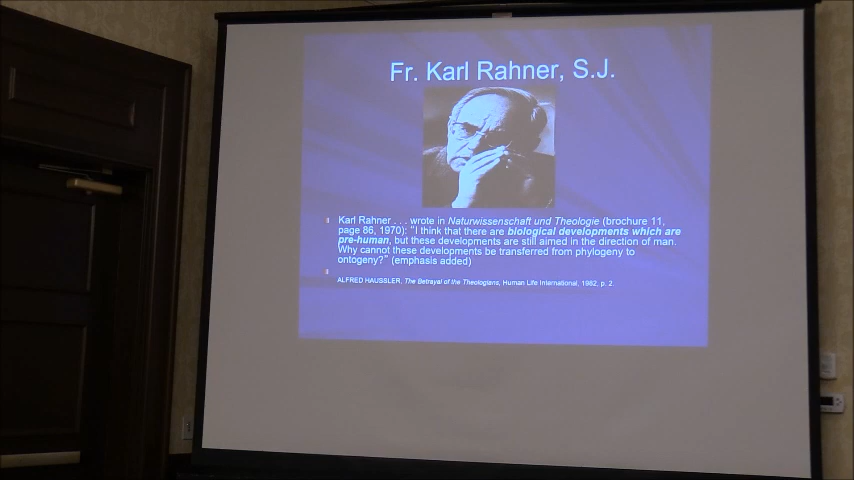 Fr. Karl Rahner, S.J.
Karl Rahner . . . wrote in Naturwissenschaft und Theologie (brochure 11,
page 86, 1970): "I think that there are biological developments which are
pre-human, but these developments are still aimed in the direction of man.
Why cannot these developments be transferred from phylogeny to
ontogeny?" (emphasis added)
ALFRED HAUSSLER, The Betrayal of the Theologians, Human Life International, 1982, p. 2.